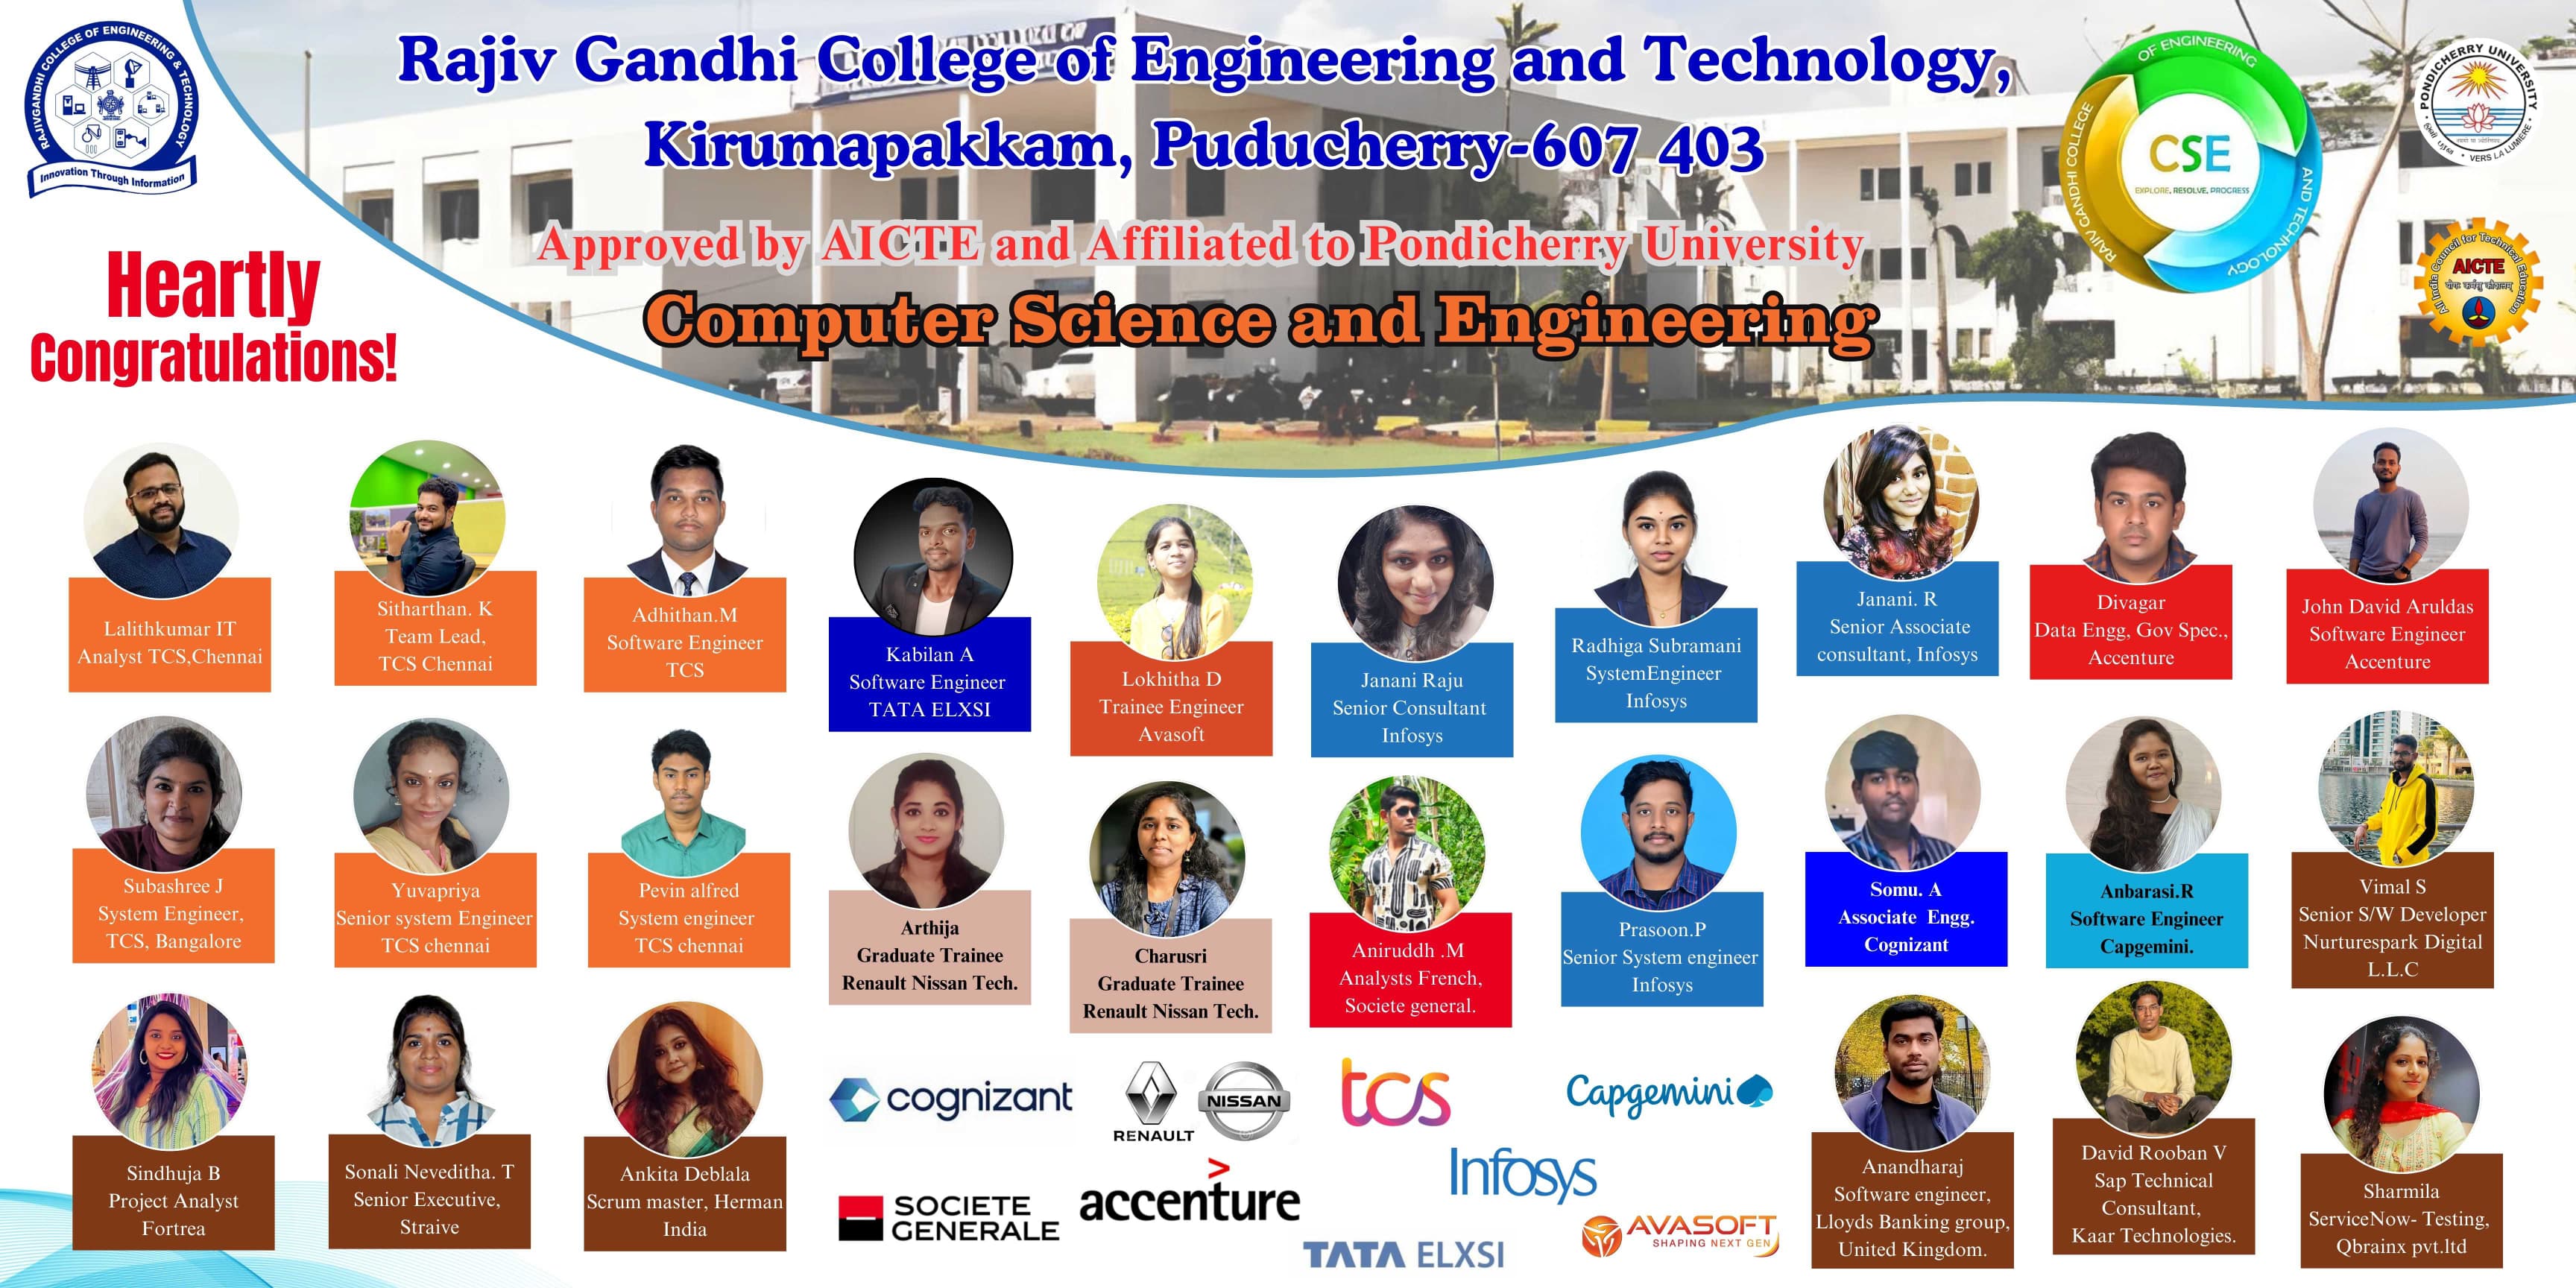 RAJIVGANDHI COLLEGE OF ENGINEERING & TECHNOLOGY
Innovation Through Information
Rajiv Gandhi College of Engineering and Technology,
Kirumapakkam, Puducherry-607 403
Approved by AICTE and Affiliated to Pondicherry University
Computer Science and Engineering
RAJIV GANDHI COLLEGE
OF ENGINEERING
AND TECHNOLOGY
CSE
EXPLORE, RESOLVE, PROGRESS
PONDICHERRY UNIVERSITY
VERS LA LUMIERE
All India Council for Technical Education
AICTE
Heartly
Congratulations!
Lalithkumar IT
Analyst TCS,Chennai
Sitharthan. K
Team Lead,
TCS Chennai
Adhithan.M
Software Engineer
TCS
Kabilan A
Software Engineer
TATA ELXSI
Lokhitha D
Trainee Engineer
Avasoft
Janani Raju
Senior Consultant
Infosys
Radhiga Subramani
SystemEngineer
Infosys
Janani. R
Senior Associate
consultant, Infosys
Divagar
Data Engg, Gov Spec.,
Accenture
John David Aruldas
Software Engineer
Accenture
Subashree J
System Engineer,
TCS, Bangalore
Yuvapriya
Senior system Engineer
TCS chennai
Pevin alfred
System engineer
TCS chennai
Arthija
Graduate Trainee
Renault Nissan Tech.
Charusri
Graduate Trainee
Renault Nissan Tech.
Aniruddh .M
Analysts French,
Societe general.
Prasoon.P
Senior System engineer
Infosys
Somu. A
Associate Engg.
Cognizant
Anbarasi.R
Software Engineer
Capgemini.
Vimal S
Senior S/W Developer
Nurturespark Digital
L.L.C
Sindhuja B
Project Analyst
Fortrea
Sonali Neveditha. T
Senior Executive,
Straive
Ankita Deblala
Scrum master, Herman
India
cognizant
RENAULT
NISSAN
tcs
Capgemini
SOCIETE
GENERALE
accenture
Infosys
TATA ELXSI
AVASOFT
SHAPING NEXT GEN
Anandharaj
Software engineer,
Lloyds Banking group,
United Kingdom.
David Rooban V
Sap Technical
Consultant,
Kaar Technologies.
Sharmila
ServiceNow- Testing,
Qbrainx pvt.ltd